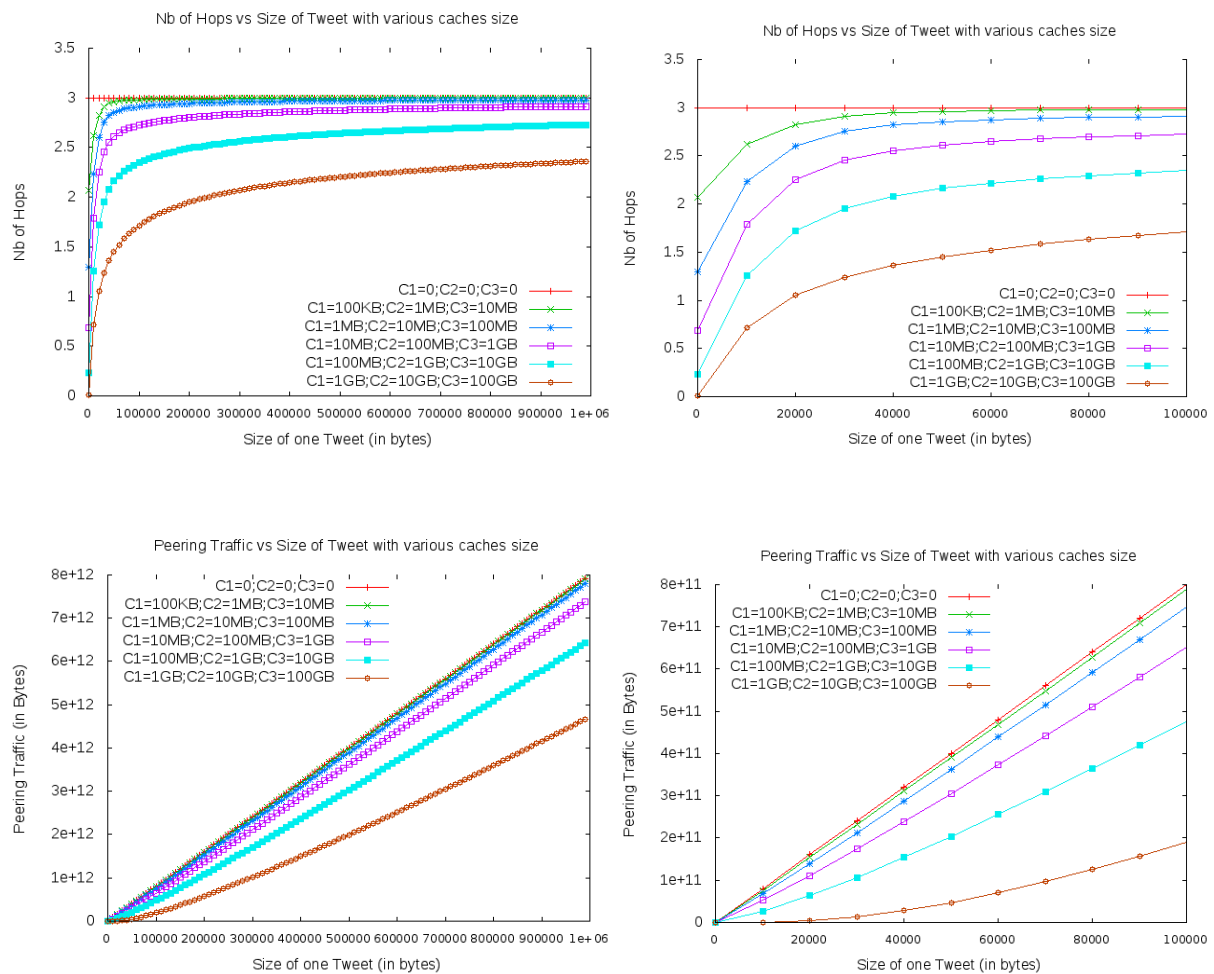 Nb of Hops vs Size of Tweet with various caches size
3.5
3
2.5
2
1.5
1
0.5
0
Nb of Hops
C1=0;C2=0;C3=0
C1=100KB;C2=1MB;C3=10MB
C1=1MB;C2=10MB;C3=100MB
C1=10MB;C2=100MB;C3=1GB
C1=100MB;C2=1GB;C3=10GB
C1=1GB;C2=10GB;C3=100GB
0 100000 200000 300000 400000 500000 600000 700000 800000 900000 1e+06
Size of one Tweet (in bytes)
Nb of Hops vs Size of Tweet with various caches size
3.5
3
2.5
2
1.5
1
0.5
0
Nb of Hops
C1=0;C2=0;C3=0
C1=100KB;C2=1MB;C3=10MB
C1=1MB;C2=10MB;C3=100MB
C1=10MB;C2=100MB;C3=1GB
C1=100MB;C2=1GB;C3=10GB
C1=1GB;C2=10GB;C3=100GB
0 20000 40000 60000 80000 100000
Size of one Tweet (in bytes)
Peering Traffic vs Size of Tweet with various caches size
8e+12
7e+12
6e+12
5e+12
4e+12
3e+12
2e+12
1e+12
0
Peering Traffic (in Bytes)
C1=0;C2=0;C3=0
C1=100KB;C2=1MB;C3=10MB
C1=1MB;C2=10MB;C3=100MB
C1=10MB;C2=100MB;C3=1GB
C1=100MB;C2=1GB;C3=10GB
C1=1GB;C2=10GB;C3=100GB
0 100000 200000 300000 400000 500000 600000 700000 800000 900000 1e+06
Size of one Tweet (in bytes)
Peering Traffic vs Size of Tweet with various caches size
8e+11
7e+11
6e+11
5e+11
4e+11
3e+11
2e+11
1e+11
0
Peering Traffic (in Bytes)
C1=0;C2=0;C3=0
C1=100KB;C2=1MB;C3=10MB
C1=1MB;C2=10MB;C3=100MB
C1=10MB;C2=100MB;C3=1GB
C1=100MB;C2=1GB;C3=10GB
C1=1GB;C2=10GB;C3=100GB
0 20000 40000 60000 80000 100000
Size of one Tweet (in bytes)